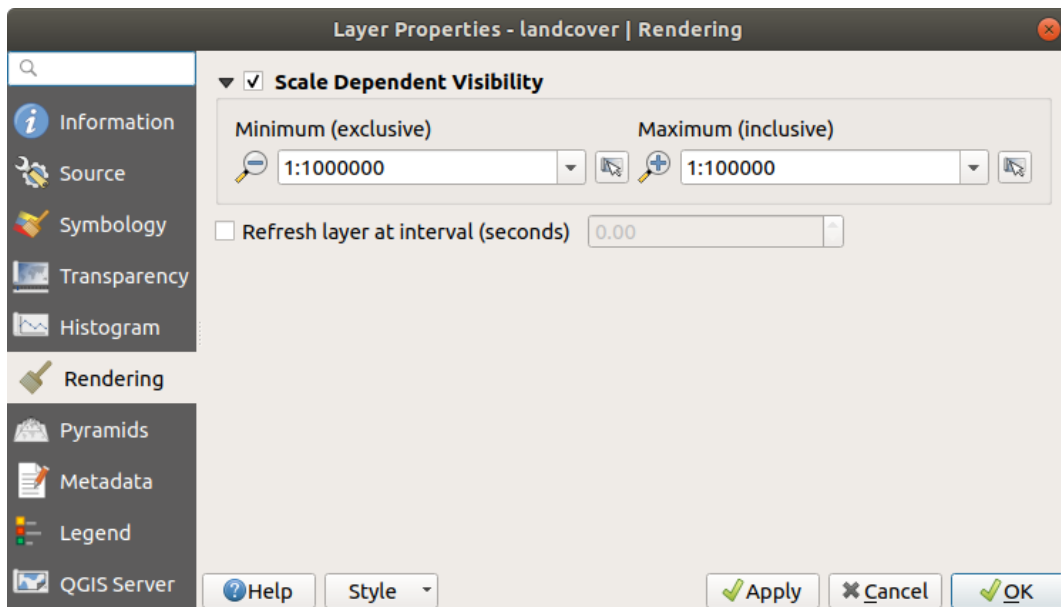 Layer Properties - landcover | Rendering
Information
Source
Symbology
Transparency
Histogram
Rendering
Pyramids
Metadata
Legend
QGIS Server
Scale Dependent Visibility
Minimum (exclusive)
Maximum (inclusive)
1:1000000
1:100000
Refresh layer at interval (seconds)
0.00
Help
Style
Apply
Cancel
OK